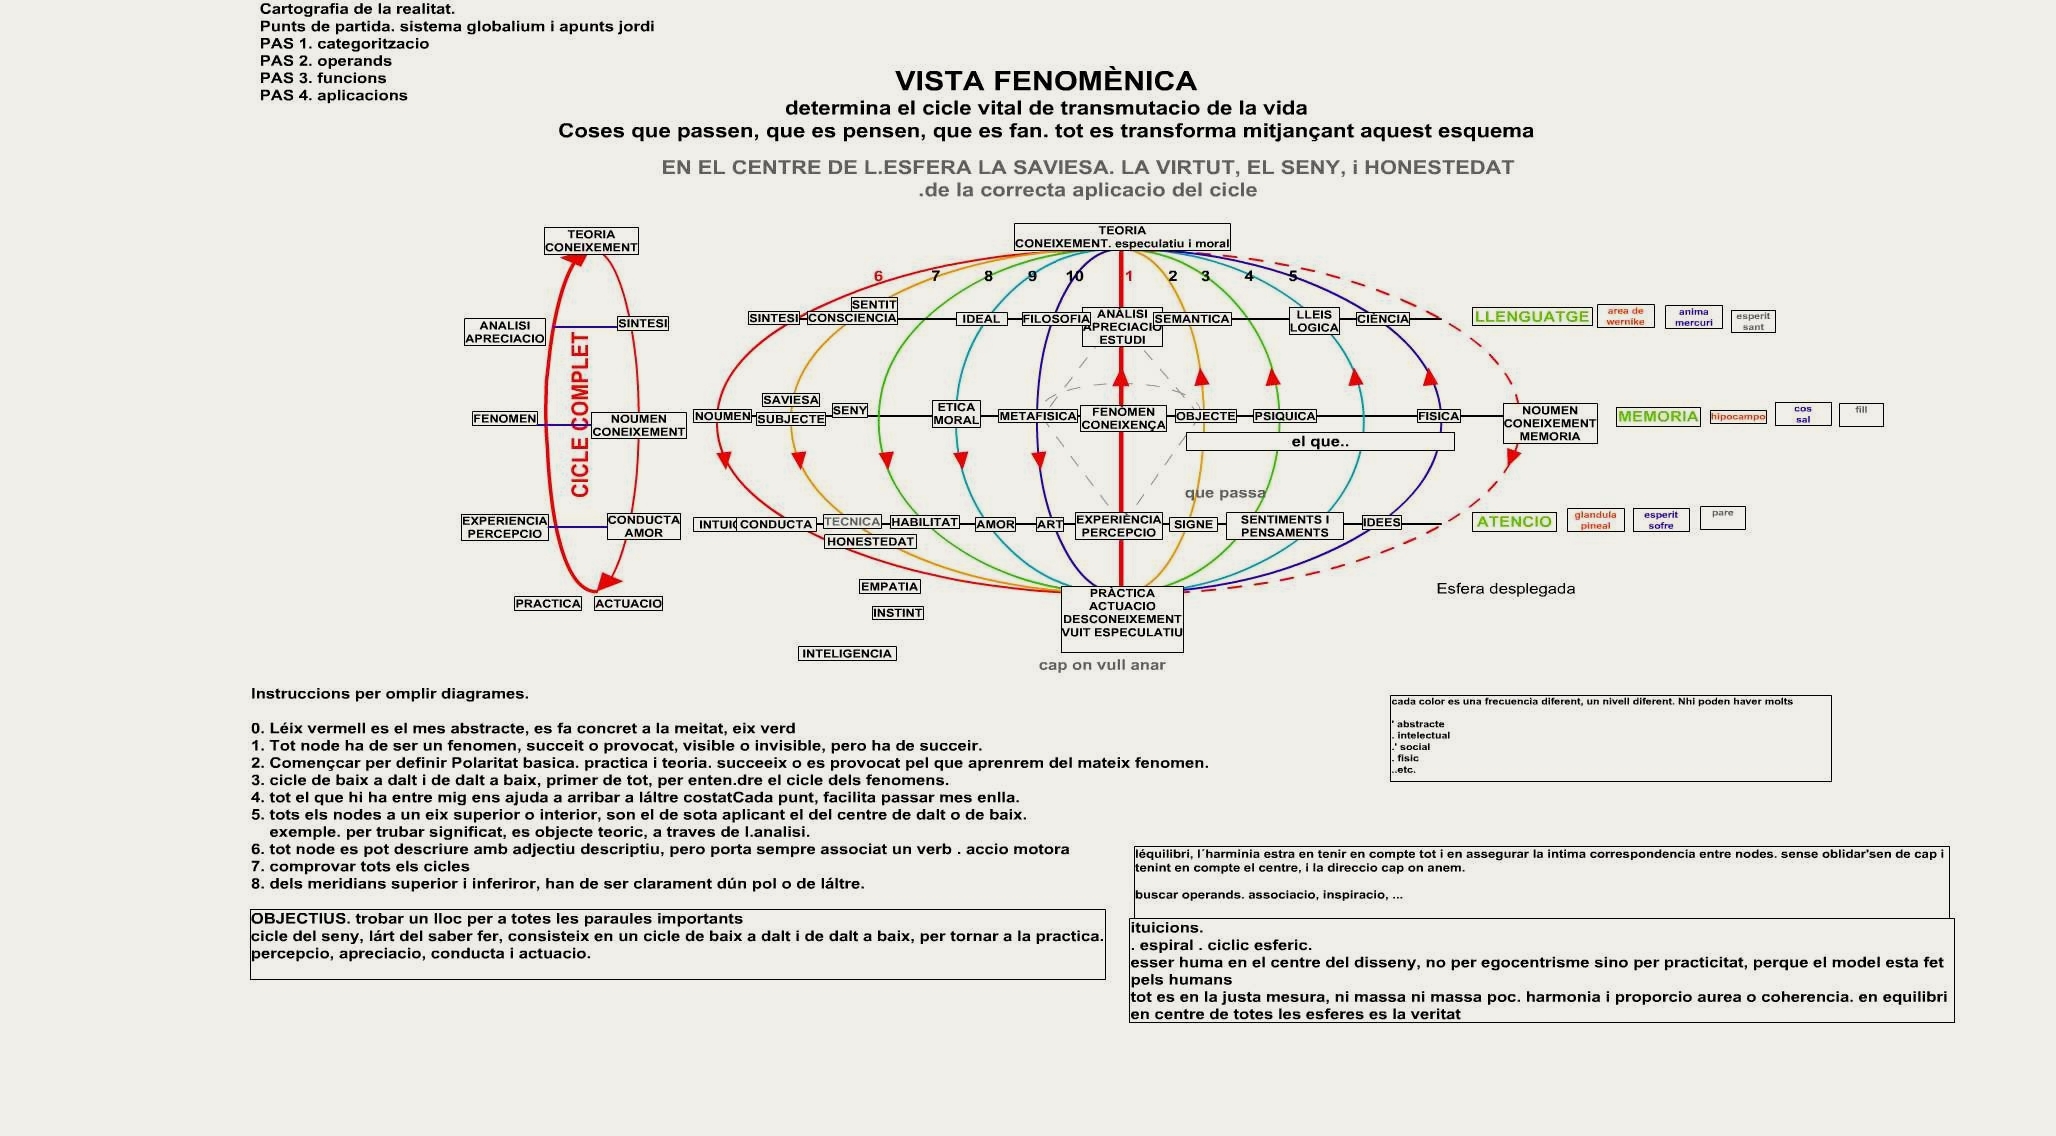 Cartografia de la realitat.
Punts de partida. sistema globalium i apunts jordi
PAS 1. categoritzacio
PAS 2. operands
PAS 3. funcions
PAS 4. aplicacions
VISTA FENOMÈNICA
determina el cicle vital de transmutacio de la vida
Coses que passen, que es pensen, que es fan. tot es transforma mitjançant aquest esquema
EN EL CENTRE DE L.ESFERA LA SAVIESA. LA VIRTUT, EL SENY, i HONESTEDAT
.de la correcta aplicacio del cicle
TEORIA
CONEIXEMENT
ANALISI
APRECIACIO
SINTESI
CICLE COMPLET
FENOMEN
NOUMEN
CONEIXEMENT
EXPERIENCIA
PERCEPCIO
CONDUCTA
AMOR
PRACTICA
ACTUACIO
TEORIA
CONEIXEMENT. especulatiu i moral
6 7 8 9 10 1 2 3 4 5
SENTIT
SINTESI CONSCIENCIA IDEAL FILOSOFIA
ANÀLISI
APRECIACIO
ESTUDI
SEMANTICA
LLEIS
LOGICA
CIÈNCIA
LLENGUATGE
area de
wernike
anima
mercuri
esperit
sant
SAVIESA
NOUMEN SUBJECTE SENY
ETICA
MORAL
METAFISICA
FENÒMEN
CONEIXENÇA
OBJECTE PSIQUICA FISICA
NOUMEN
CONEIXEMENT
MEMORIA
MEMORIA
hipocampo
cos
sal
fill
el que..
que passa
INTUIC CONDUCTA TECNICA HABILITAT AMOR ART
HONESTEDAT
EXPERIÈNCIA
PERCEPCIO
SIGNE
SENTIMENTS I
PENSAMENTS
IDEES
ATENCIO
glandula
pineal
esperit
sofre
pare
EMPATIA
INSTINT
INTELIGENCIA
PRÀCTICA
ACTUACIO
DESCONEIXEMENT
VUIT ESPECULATIU
cap on vull anar
Esfera desplegada
Instruccions per omplir diagrames.
0. Léix vermell es el mes abstracte, es fa concret a la meitat, eix verd
1. Tot node ha de ser un fenomen, succeit o provocat, visible o invisible, pero ha de succeir.
2. Començcar per definir Polaritat basica. practica i teoria. succeeix o es provocat pel que aprenrem del mateix fenomen.
3. cicle de baix a dalt i de dalt a baix, primer de tot, per enten.dre el cicle dels fenomens.
4. tot el que hi ha entre mig ens ajuda a arribar a láltre costatCada punt, facilita passar mes enlla.
5. tots els nodes a un eix superior o interior, son el de sota aplicant el del centre de dalt o de baix.
exemple. per trubar significat, es objecte teoric, a traves de l.analisi.
6. tot node es pot descriure amb adjectiu descriptiu, pero porta sempre associat un verb . accio motora
7. comprovar tots els cicles
8. dels meridians superior i inferiror, han de ser clarament dún pol o de láltre.
OBJECTIUS. trobar un lloc per a totes les paraules importants
cicle del seny, lárt del saber fer, consisteix en un cicle de baix a dalt i de dalt a baix, per tornar a la practica.
percepcio, apreciacio, conducta i actuacio.
cada color es una frecuencia diferent, un nivell diferent. Nhi poden haver molts
' abstracte
. intelectual
.' social
. fisic
..etc.
léquilibri, l´harminia estra en tenir en compte tot i en assegurar la intima correspondencia entre nodes. sense oblidar'sen de cap i
tenint en compte el centre, i la direccio cap on anem.
buscar operands. associacio, inspiracio, ...
ituicions.
. espiral . ciclic esferic.
esser huma en el centre del disseny, no per egocentrisme sino per practicitat, perque el model esta fet
pels humans
tot es en la justa mesura, ni massa ni massa poc. harmonia i proporcio aurea o coherencia. en equilibri
en centre de totes les esferes es la veritat